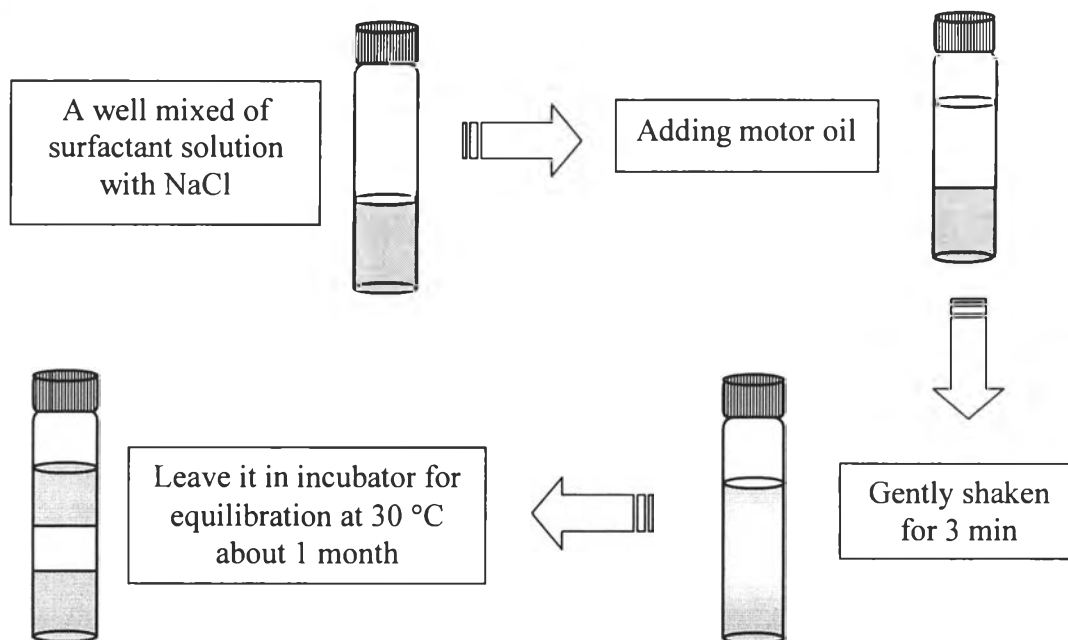 A well mixed of
surfactant solution
with NaCl
Adding motor oil
Gently shaken
for 3 min
Leave it in incubator for
equilibration at 30 °C
about 1 month